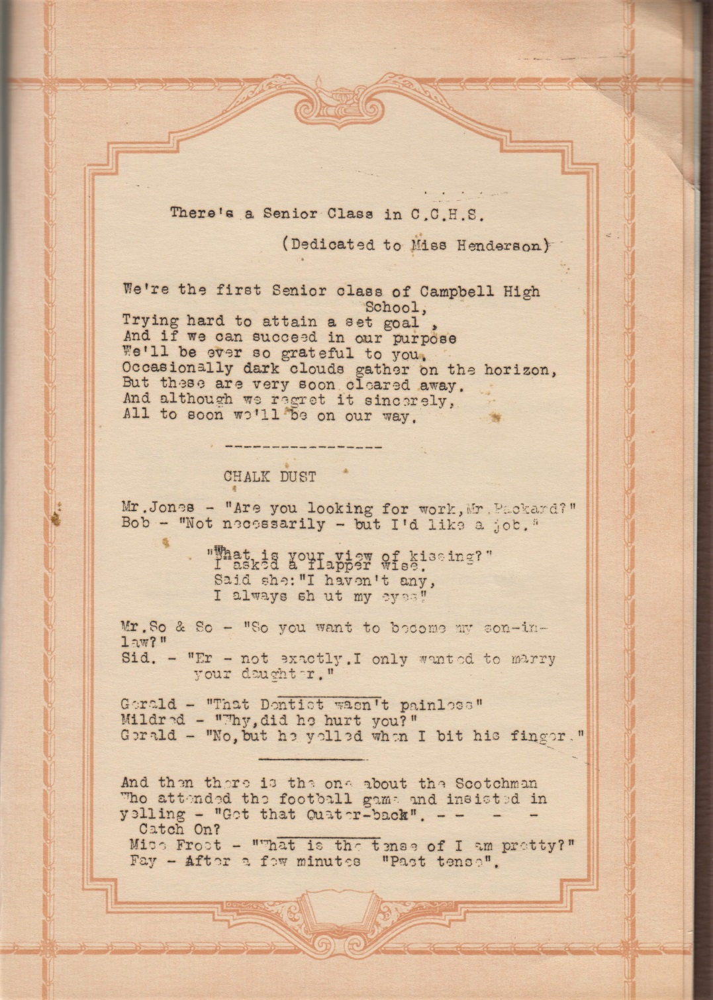 There's a Senior Class in C.C.H.S.
(Dedicated to Miss Henderson)
We're the first Senior class of Campbell High
School,
Trying hard to attain a set goal ,
And if we can succeed in our purpose
We'll be ever so grateful to you.
Occasionally dark clouds gather on the horizon,
But these are very soon cleared away.
And although we regret it sincerely,
All to soon we'll be on our way.
-----------------
CHALK DUST
Mr.Jones - "Are you looking for work,Mr.Packard?"
Bob - "Not necessarily - but I'd like a job."
"What is your view of kissing?"
I asked a flapper wise.
Said she:"I haven't any,
I always sh ut my eyes"
Mr.So & So - "So you want to become my son-in-
law?"
Sid. - "Er - not exactly.I only wanted to marry
your daughter."
Gerald - "That Dentist wasn't painless"
Mildred - "Why,did he hurt you?"
Gerald - "No,but he yelled when I bit his finger."
And then there is the one about the Scotchman
Who attended the football game and insisted in
yelling - "Get that Quater-back". - -   -   -
Catch On?
Miss Frost - "What is the tense of I am pretty?"
Fay - After a few minutes  "Past tense".